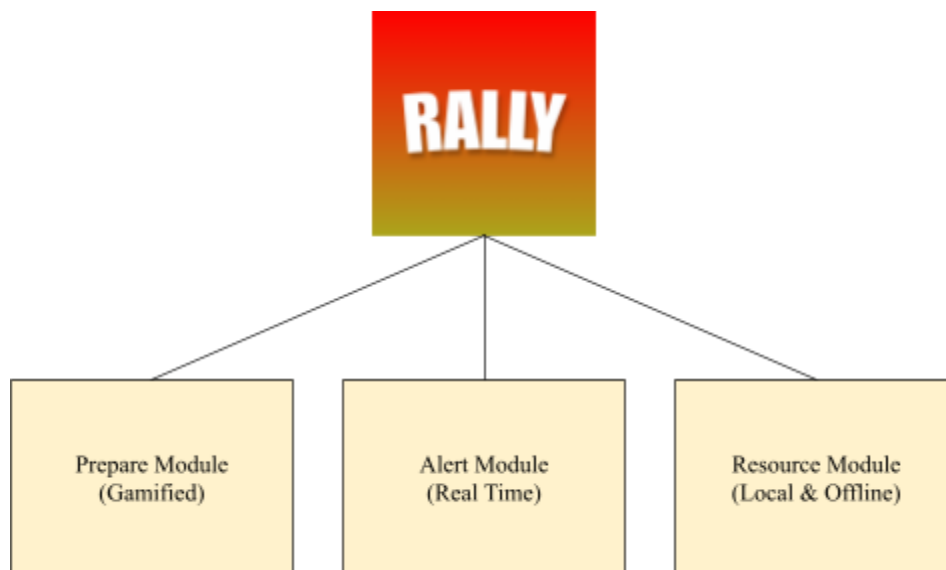 RALLY
Prepare Module
(Gamified)
Alert Module
(Real Time)
Resource Module
(Local & Offline)